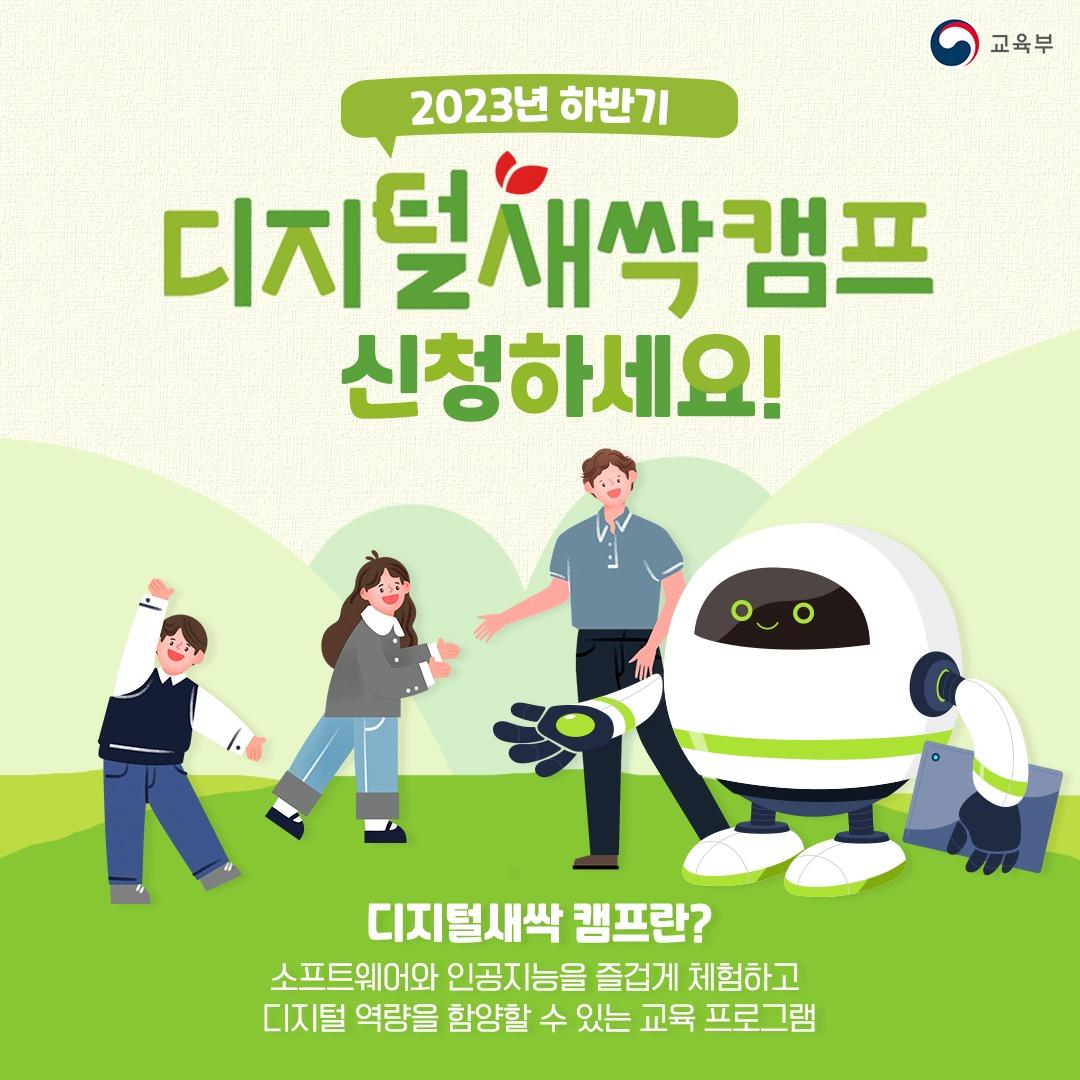 교육부
2023년 하반기
디지털새싹캠프
신청하세요!
디지털새싹 캠프란?
소프트웨어와 인공지능을 즐겁게 체험하고
디지털 역량을 함양할 수 있는 교육 프로그램